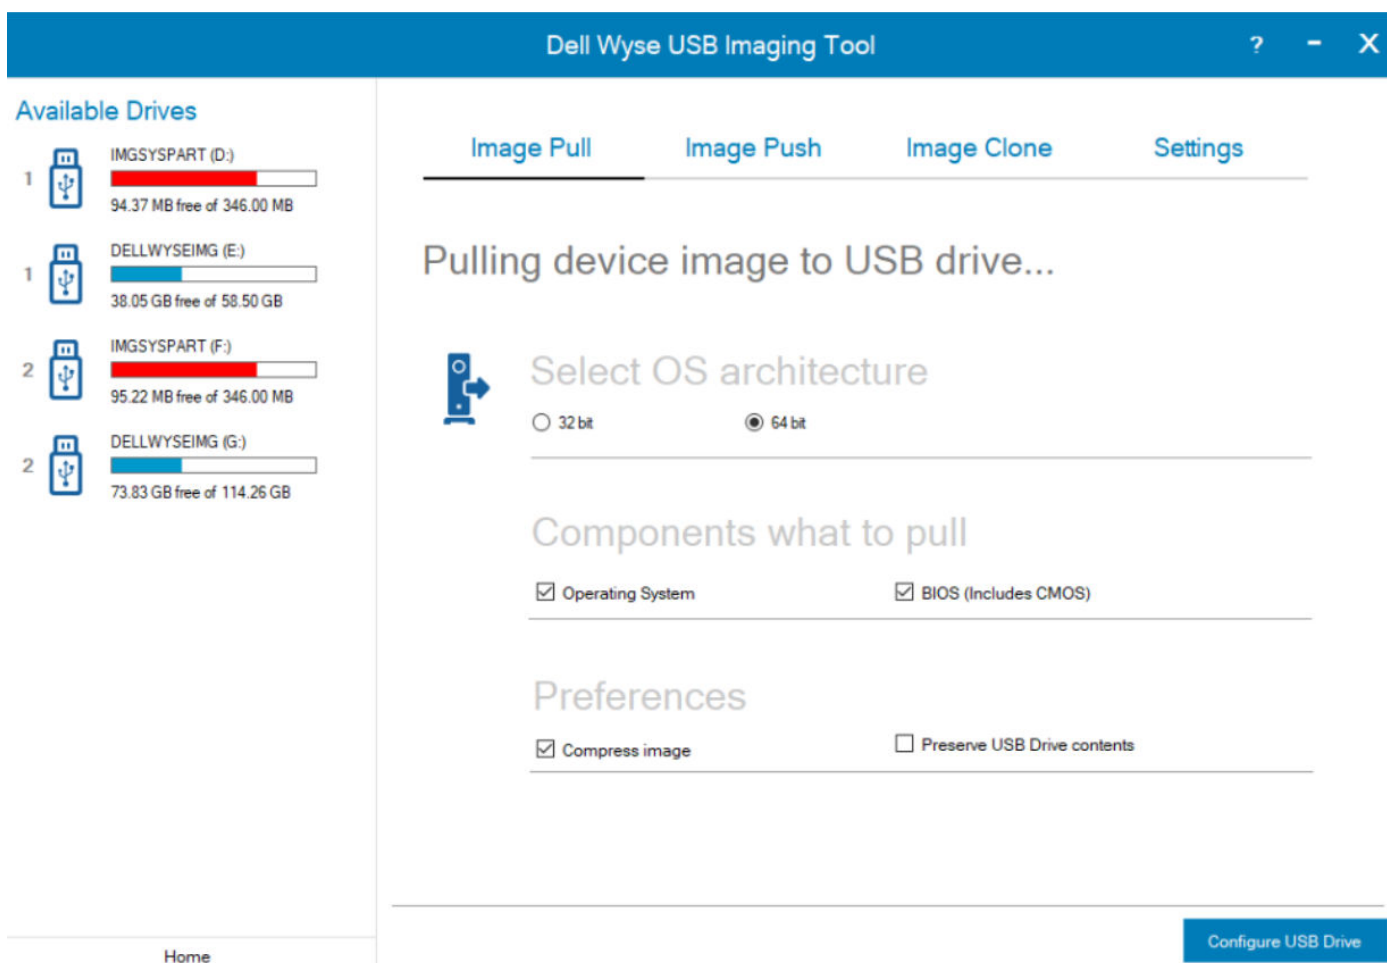 Dell Wyse USB Imaging Tool ? - X
Available Drives
1
IMGSYSPART (D:)
94.37 MB free of 346.00 MB
1
DELLWYSEIMG (E:)
38.05 GB free of 58.50 GB
2
IMGSYSPART (F:)
95.22 MB free of 346.00 MB
2
DELLWYSEIMG (G:)
73.83 GB free of 114.26 GB
Home
Image Pull Image Push Image Clone Settings
Pulling device image to USB drive...
Select OS architecture
32 bit 64 bit
Components what to pull
Operating System BIOS (Includes CMOS)
Preferences
Compress image Preserve USB Drive contents
Configure USB Drive